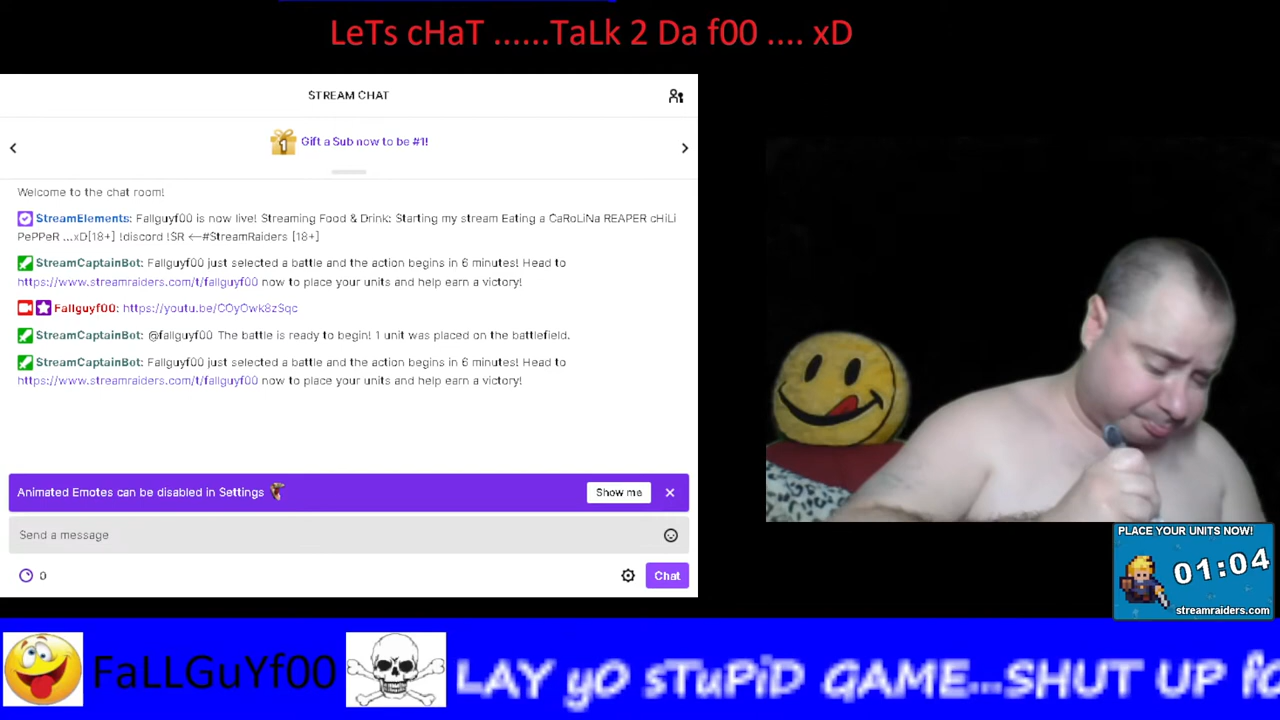 LeTs cHaT ......TaLk 2 Da f00 .... xD
STREAM CHAT
1 Gift a Sub now to be #1!
Welcome to the chat room!
StreamElements: Fallguyf00 is now live! Streaming Food & Drink: Starting my stream Eating a CaRoLiNa REAPER cHiLi
PePPeR ...xD[18+] !discord !SR <--#StreamRaiders [18+]
StreamCaptainBot: Fallguyf00 just selected a battle and the action begins in 6 minutes! Head to
https://www.streamraiders.com/t/fallguyf00 now to place your units and help earn a victory!
Fallguyf00: https://youtu.be/COyOwk8zSqc
StreamCaptainBot: @fallguyf00 The battle is ready to begin! 1 unit was placed on the battlefield.
StreamCaptainBot: Fallguyf00 just selected a battle and the action begins in 6 minutes! Head to
https://www.streamraiders.com/t/fallguyf00 now to place your units and help earn a victory!
Animated Emotes can be disabled in Settings Show me
Send a message
0 Chat
PLACE YOUR UNITS NOW!
01:04
streamraiders.com
FaLLGuYf00 LAY yO sTuPiD GAME...SHUT UP fo